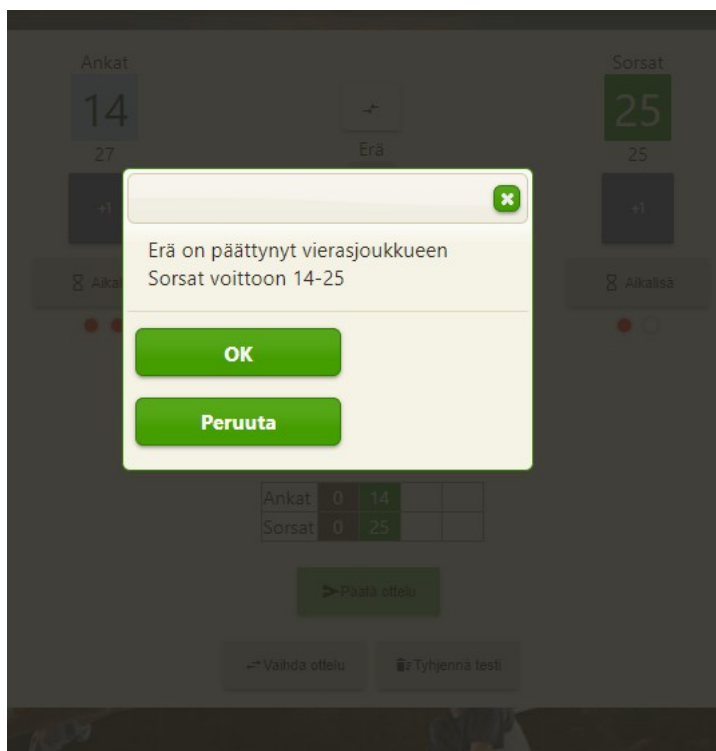 Ankat
Sorsat
14
25
27
Erä
25
+1
+1
Erä on päättynyt vierasjoukkueen
Sorsat voittoon 14-25
Aikalisä
OK
Peruuta
Ankat 0 14
Sorsat 0 25
Päätä ottelu
Vaihda ottelu
Tyhjennä testi